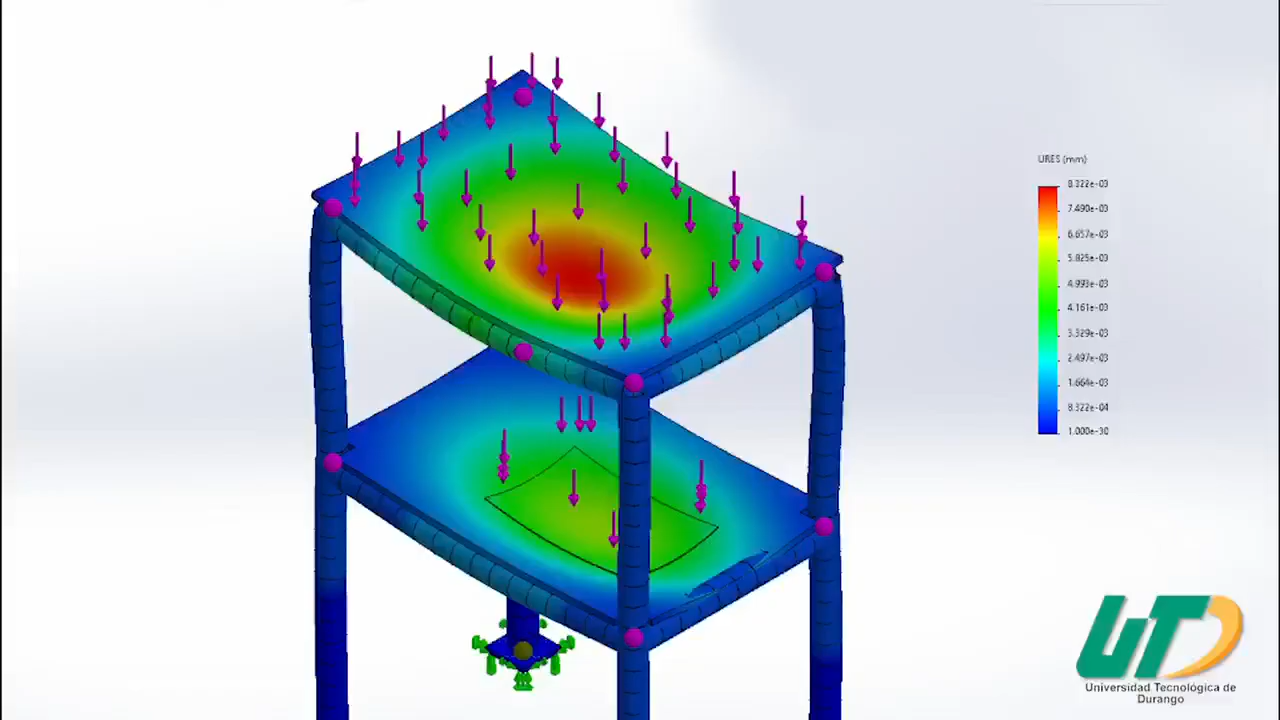 URES (mm)
8.322e-03
7.490e-03
6.657e-03
5.825e-03
4.993e-03
4.161e-03
3.329e-03
2.497e-03
1.664e-03
8.322e-04
1.000e-30
UT
Universidad Tecnológica de
Durango